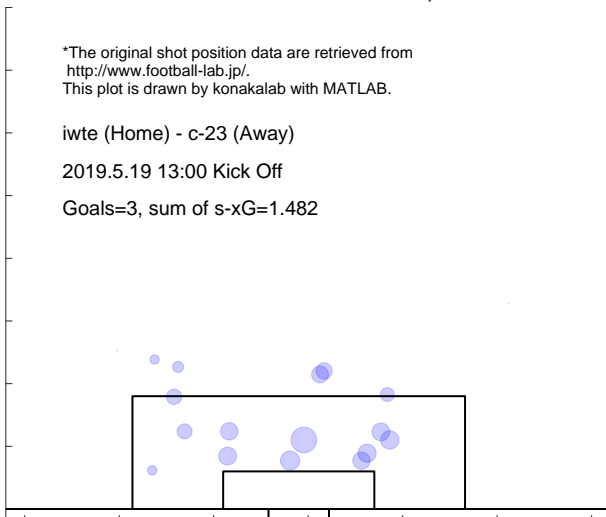 *The original shot position data are retrieved from
http://www.football-lab.jp/.
This plot is drawn by konakalab with MATLAB.
iwte (Home) - c-23 (Away)
2019.5.19 13:00 Kick Off
Goals=3, sum of s-xG=1.482